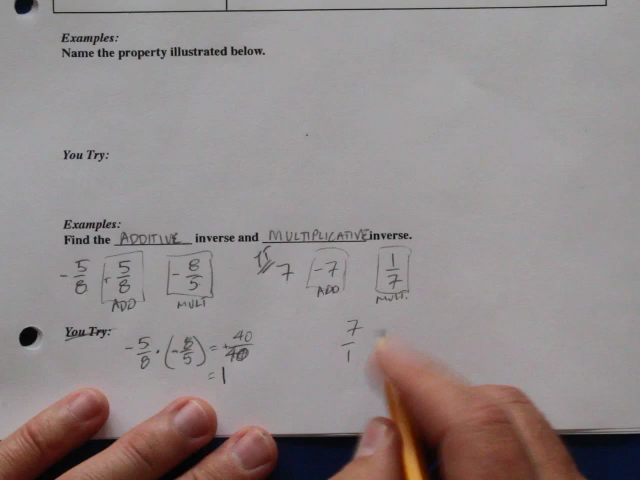 Examples:
Name the property illustrated below.
You Try:
Examples:
Find the ADDITIVE inverse and MULTIPLICATIVE inverse.
-5/8 +5/8 -8/5 7 -7 1/7
ADD MULT ADD MULT.
You Try:
-5/8 · (-8/5) = +40/40 7/1
= 1